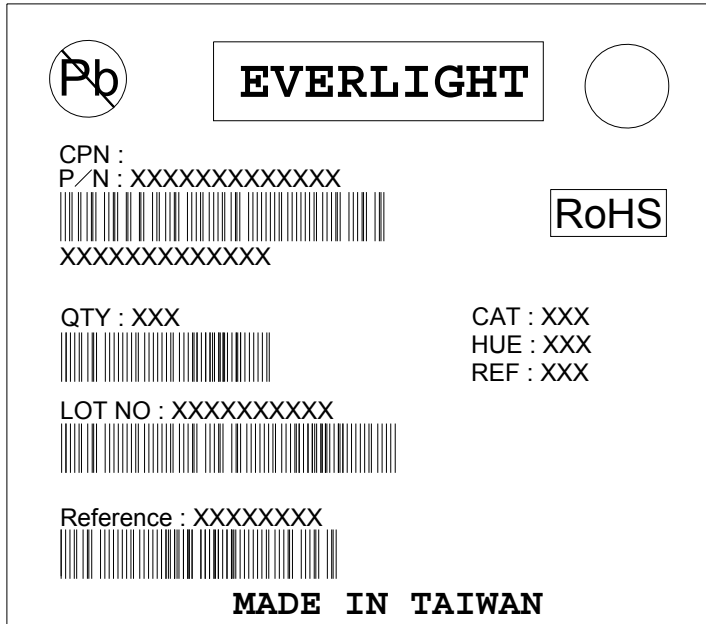 Pb
EVERLIGHT
CPN :
P/N : XXXXXXXXXXXXX
RoHS
XXXXXXXXXXXXX
QTY : XXX
CAT : XXX
HUE : XXX
REF : XXX
LOT NO : XXXXXXXXXX
Reference : XXXXXXXX
MADE IN TAIWAN